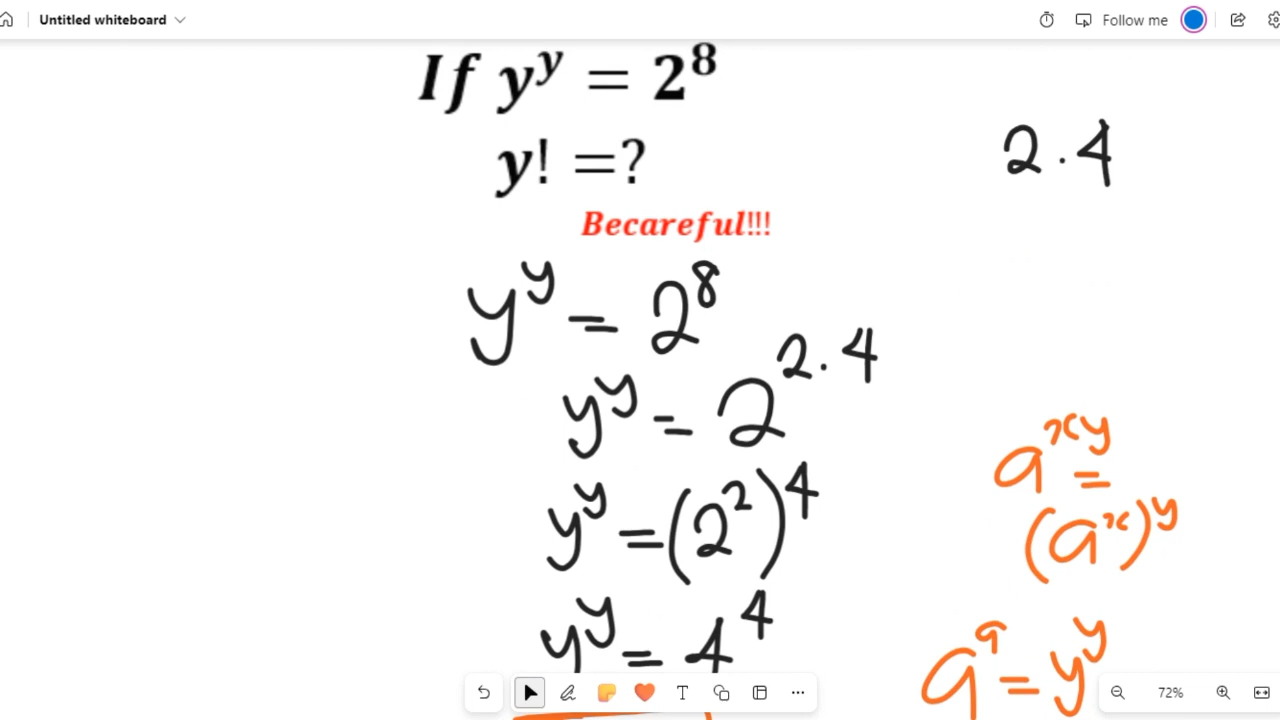 Untitled whiteboard
Follow me
If y^y = 2^8
y! =?
Becareful!!!
2.4
y^y = 2^8
y^y = 2^2.4
y^y = (2^2)^4
a^xy =
(a^x)^y
y^y = 4^4
a^a = y^y
T
72%